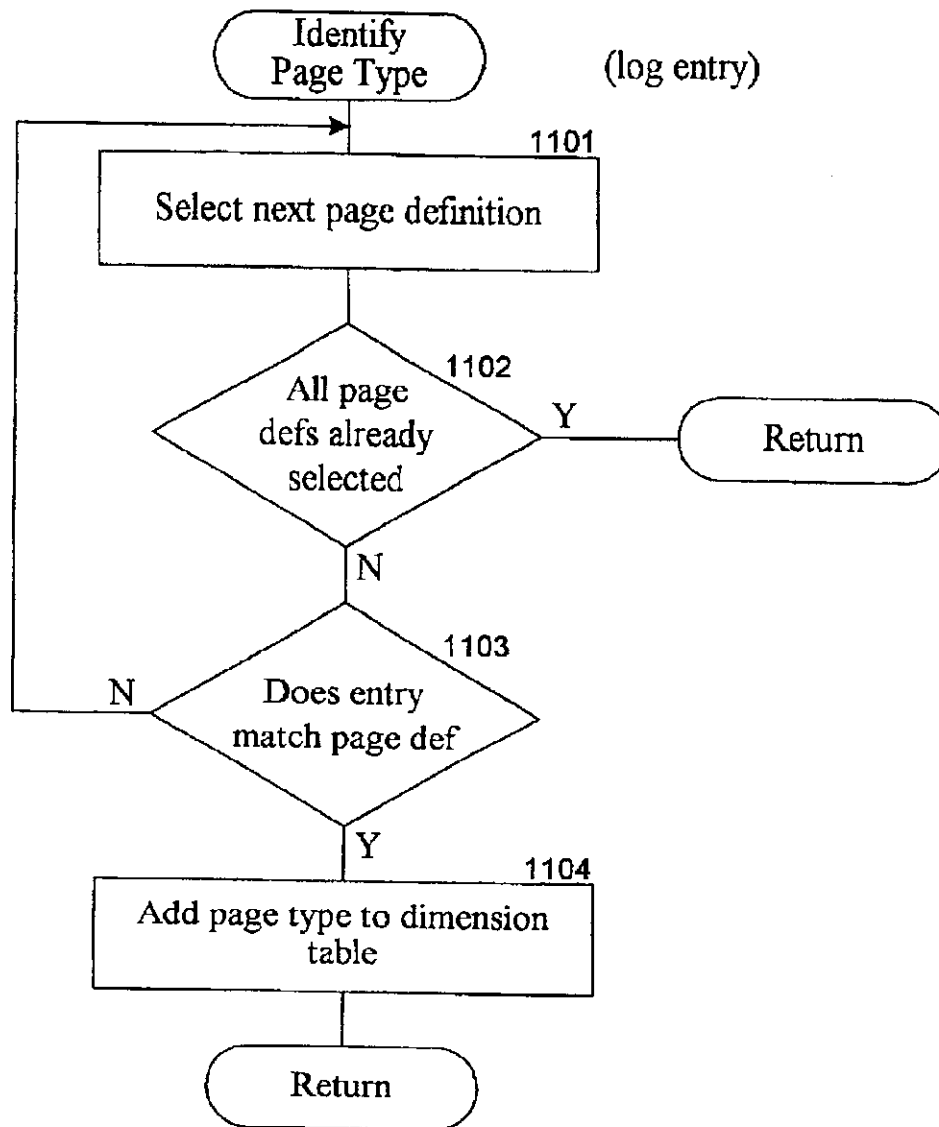 Identify
Page Type
(log entry)
1101
Select next page definition
1102
All page
defs already
selected
Y
Return
N
1103
Does entry
match page def
N
Y
1104
Add page type to dimension
table
Return